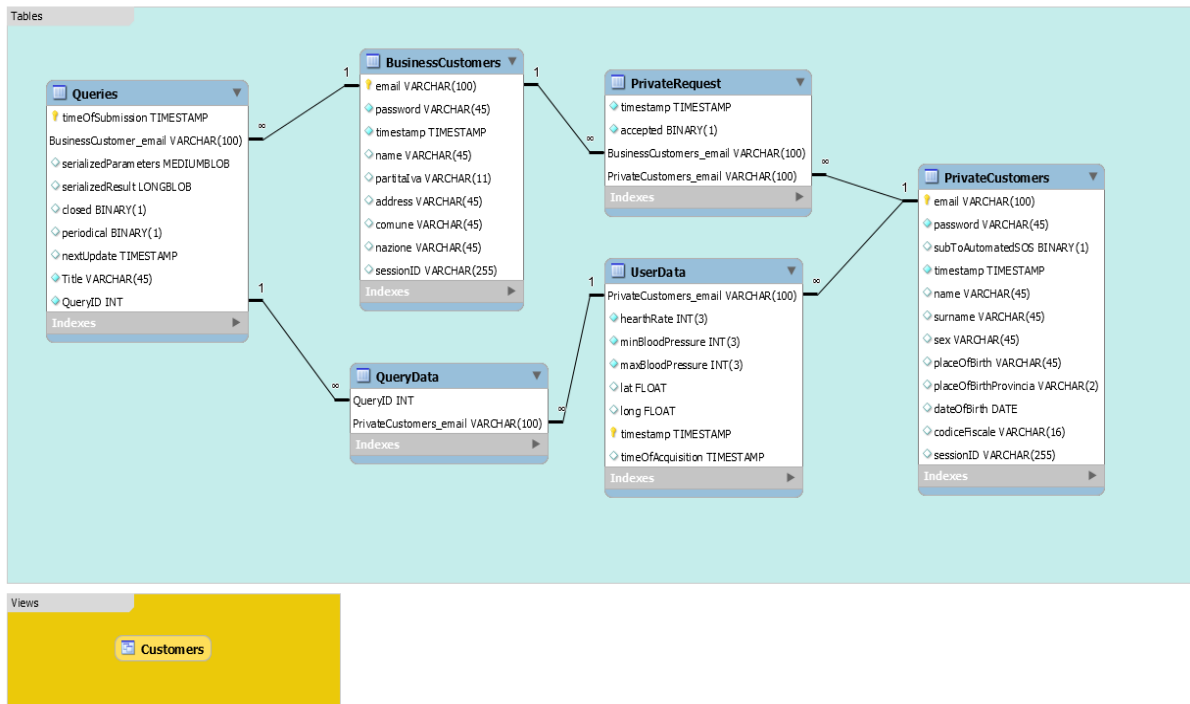 Tables
Queries
timeOfSubmission TIMESTAMP
BusinessCustomer_email VARCHAR(100)
serializedParameters MEDIUMBLOB
serializedResult LONGBLOB
closed BINARY(1)
periodical BINARY(1)
nextUpdate TIMESTAMP
Title VARCHAR(45)
QueryID INT
Indexes
1
∞
BusinessCustomers
email VARCHAR(100)
password VARCHAR(45)
timestamp TIMESTAMP
name VARCHAR(45)
partitaIva VARCHAR(11)
address VARCHAR(45)
comune VARCHAR(45)
nazione VARCHAR(45)
sessionID VARCHAR(255)
Indexes
1
∞
PrivateRequest
timestamp TIMESTAMP
accepted BINARY(1)
BusinessCustomers_email VARCHAR(100)
PrivateCustomers_email VARCHAR(100)
Indexes
∞
1
PrivateCustomers
email VARCHAR(100)
password VARCHAR(45)
subToAutomatedSOS BINARY(1)
timestamp TIMESTAMP
name VARCHAR(45)
surname VARCHAR(45)
sex VARCHAR(45)
placeOfBirth VARCHAR(45)
placeOfBirthProvincia VARCHAR(2)
dateOfBirth DATE
codiceFiscale VARCHAR(16)
sessionID VARCHAR(255)
Indexes
1
UserData
PrivateCustomers_email VARCHAR(100)
hearthRate INT(3)
minBloodPressure INT(3)
maxBloodPressure INT(3)
lat FLOAT
long FLOAT
timestamp TIMESTAMP
timeOfAcquisition TIMESTAMP
Indexes
∞
1
∞
QueryData
QueryID INT
PrivateCustomers_email VARCHAR(100)
Indexes
∞
Views
Customers